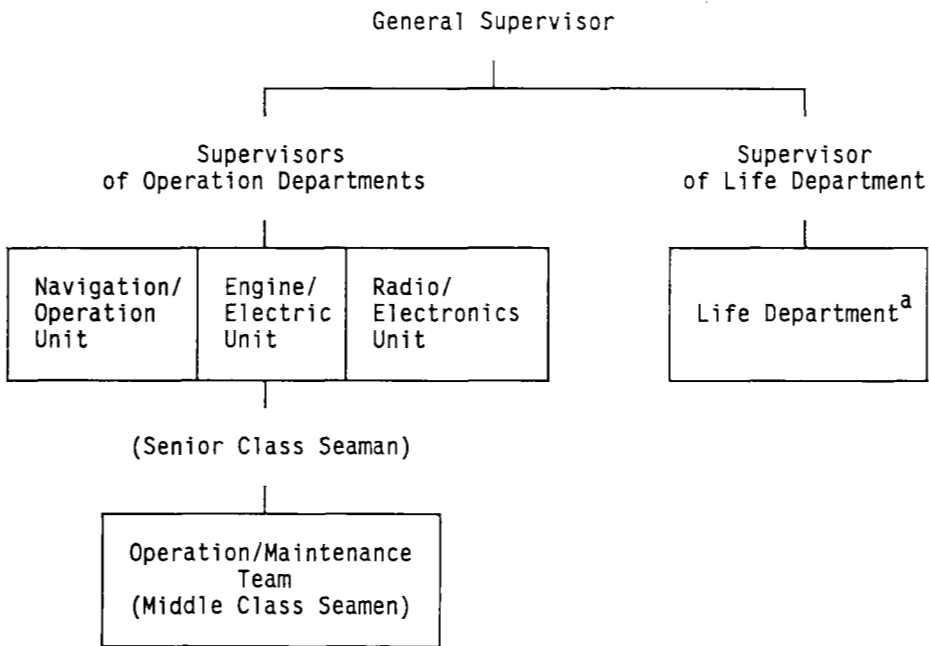 General Supervisor
Supervisors
of Operation Departments
Supervisor
of Life Department
Navigation/
Operation
Unit
Engine/
Electric
Unit
Radio/
Electronics
Unit
Life Departmentᵃ
(Senior Class Seaman)
Operation/Maintenance
Team
(Middle Class Seamen)